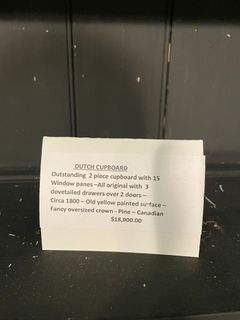 DUTCH CUPBOARD
Outstanding 2 piece cupboard with 15
Window panes –All original with 3
dovetailed drawers over 2 doors –
Circa 1800 – Old yellow painted surface –
Fancy oversized crown - Pine – Canadian
$18,000.00